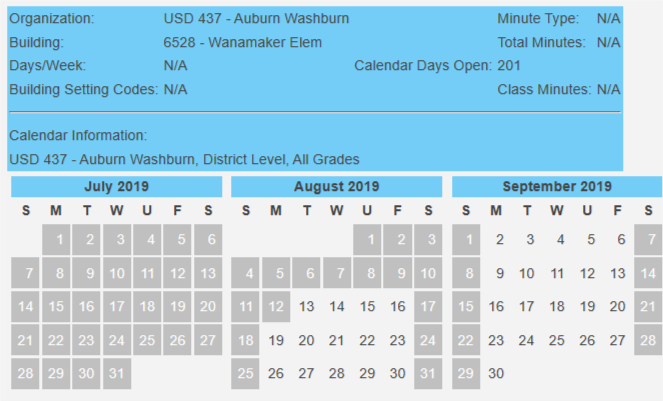 Organization: USD 437 - Auburn Washburn Minute Type: N/A
Building: 6528 - Wanamaker Elem Total Minutes: N/A
Days/Week: N/A Calendar Days Open: 201
Building Setting Codes: N/A Class Minutes: N/A
Calendar Information:
USD 437 - Auburn Washburn, District Level, All Grades
July 2019 August 2019 September 2019
S M T W U F S S M T W U F S S M T W U F S
1 2 3 4 5 6 1 2 3 1 2 3 4 5 6 7
7 8 9 10 11 12 13 4 5 6 7 8 9 10 8 9 10 11 12 13 14
14 15 16 17 18 19 20 11 12 13 14 15 16 17 15 16 17 18 19 20 21
21 22 23 24 25 26 27 18 19 20 21 22 23 24 22 23 24 25 26 27 28
28 29 30 31 25 26 27 28 29 30 31 29 30